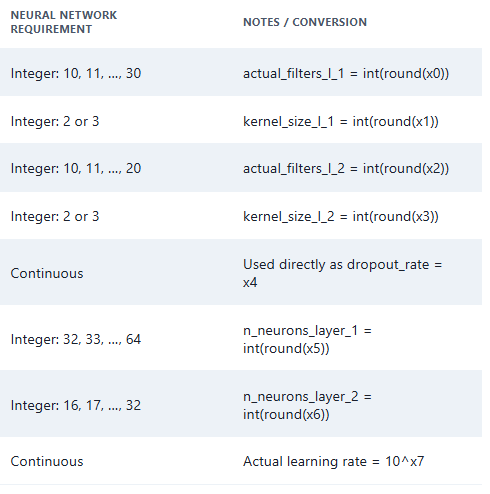 NEURAL NETWORK
REQUIREMENT
NOTES / CONVERSION
Integer: 10, 11, ..., 30
actual_filters_l_1 = int(round(x0))
Integer: 2 or 3
kernel_size_l_1 = int(round(x1))
Integer: 10, 11, ..., 20
actual_filters_l_2 = int(round(x2))
Integer: 2 or 3
kernel_size_l_2 = int(round(x3))
Continuous
Used directly as dropout_rate =
x4
Integer: 32, 33, ..., 64
n_neurons_layer_1 =
int(round(x5))
Integer: 16, 17, ..., 32
n_neurons_layer_2 =
int(round(x6))
Continuous
Actual learning rate = 10^x7